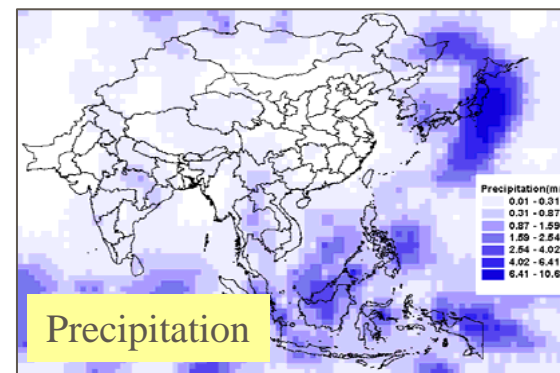 Precipitation(m
0.01 - 0.31
0.31 - 0.87
0.87 - 1.59
1.59 - 2.54
2.54 - 4.02
4.02 - 6.41
6.41 - 10.6
Precipitation